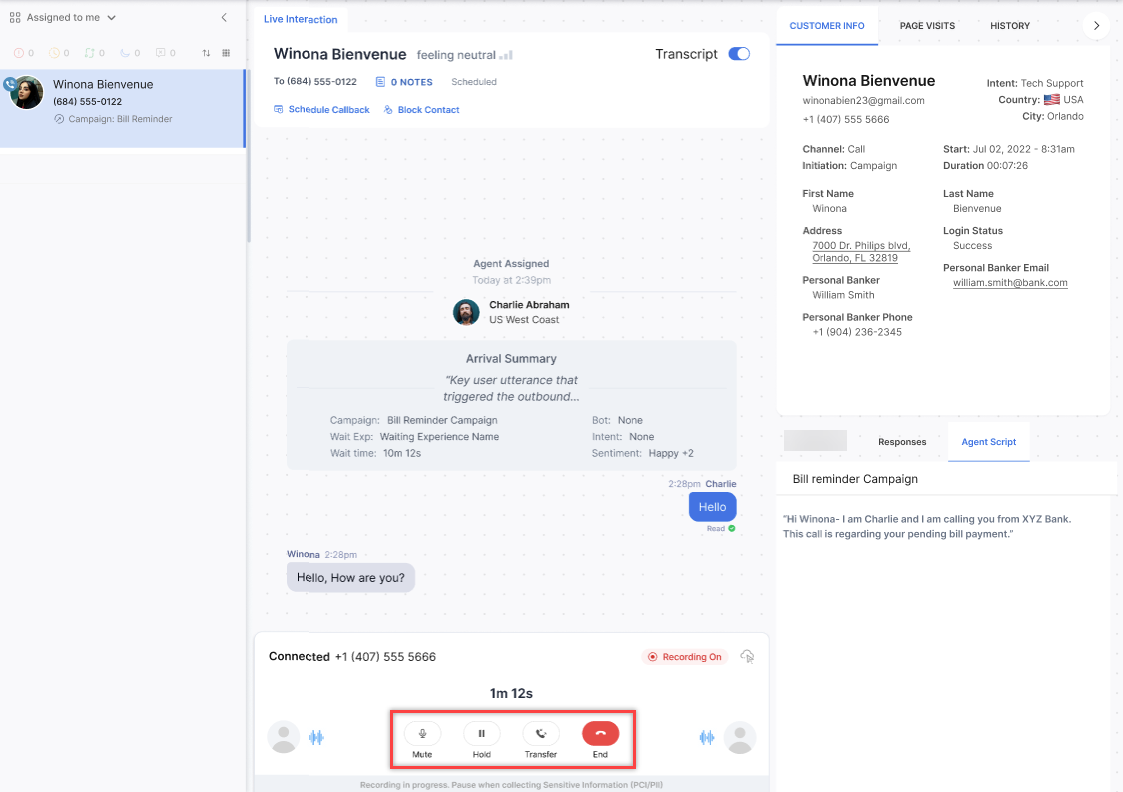 Assigned to me
0 0 0 0 0
Winona Bienvenue
(684) 555-0122
Campaign: Bill Reminder
Live Interaction
Winona Bienvenue feeling neutral
Transcript
To (684) 555-0122 0 NOTES Scheduled
Schedule Callback Block Contact
Agent Assigned
Today at 2:39pm
Charlie Abraham
US West Coast
Arrival Summary
"Key user utterance that
triggered the outbound...
Campaign: Bill Reminder Campaign Bot: None
Wait Exp: Waiting Experience Name Intent: None
Wait time: 10m 12s Sentiment: Happy +2
2:28pm Charlie
Hello
Read
Winona 2:28pm
Hello, How are you?
Connected +1 (407) 555 5666 Recording On
1m 12s
Mute Hold Transfer End
Recording in progress. Pause when collecting Sensitive Information (PCI/PII)
CUSTOMER INFO PAGE VISITS HISTORY
Winona Bienvenue
winonabien23@gmail.com
+1 (407) 555 5666
Intent: Tech Support
Country: USA
City: Orlando
Channel: Call Start: Jul 02, 2022 - 8:31am
Initiation: Campaign Duration 00:07:26
First Name Last Name
Winona Bienvenue
Address Login Status
7000 Dr. Philips blvd, Success
Orlando, FL 32819
Personal Banker Personal Banker Email
William Smith william.smith@bank.com
Personal Banker Phone
+1 (904) 236-2345
Responses Agent Script
Bill reminder Campaign
"Hi Winona- I am Charlie and I am calling you from XYZ Bank.
This call is regarding your pending bill payment."